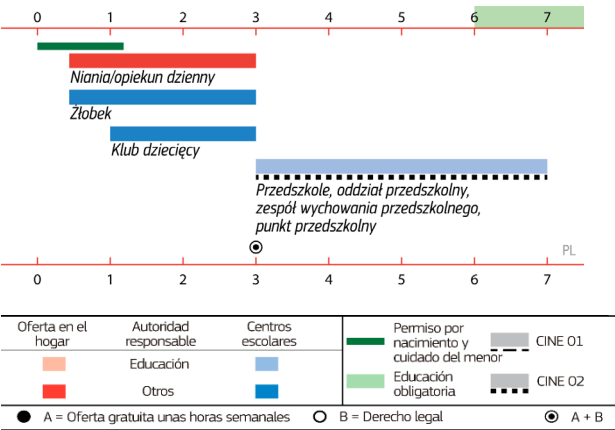 0 1 2 3 4 5 6 7
Niania/opiekun dzienny
Żłobek
Klub dziecięcy
Przedszkole, oddział przedszkolny,
zespół wychowania przedszkolnego,
punkt przedszkolny
PL
0 1 2 3 4 5 6 7
Oferta en el
hogar
Autoridad
responsable
Centros
escolares
Educación
Otros
Permiso por
nacimiento y
cuidado del menor
Educación
obligatoria
CINE 01
CINE 02
A = Oferta gratuita unas horas semanales
B = Derecho legal
A + B